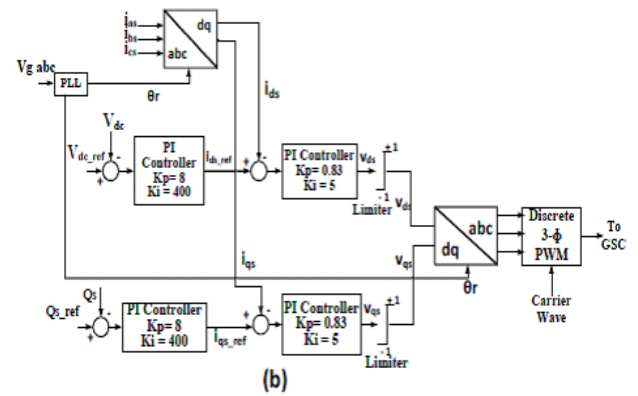 ias
ibs
ics
dq
abc
Vg abc
PLL
θr
ids
Vdc
Vdc_ref
-
+
PI
Controller
Kp= 8
Ki = 400
ids_ref
+
-
PI Controller
Kp= 0.83
Ki = 5
vds
+1
-1
Limiter
vds
abc
dq
Discrete
3-ϕ
PWM
To
GSC
iqs
vqs
θr
Carrier
Wave
Qs
Qs_ref
-
+
PI Controller
Kp= 8
Ki = 400
iqs_ref
+
-
PI Controller
Kp= 0.83
Ki = 5
vqs
+1
-1
Limiter
(b)